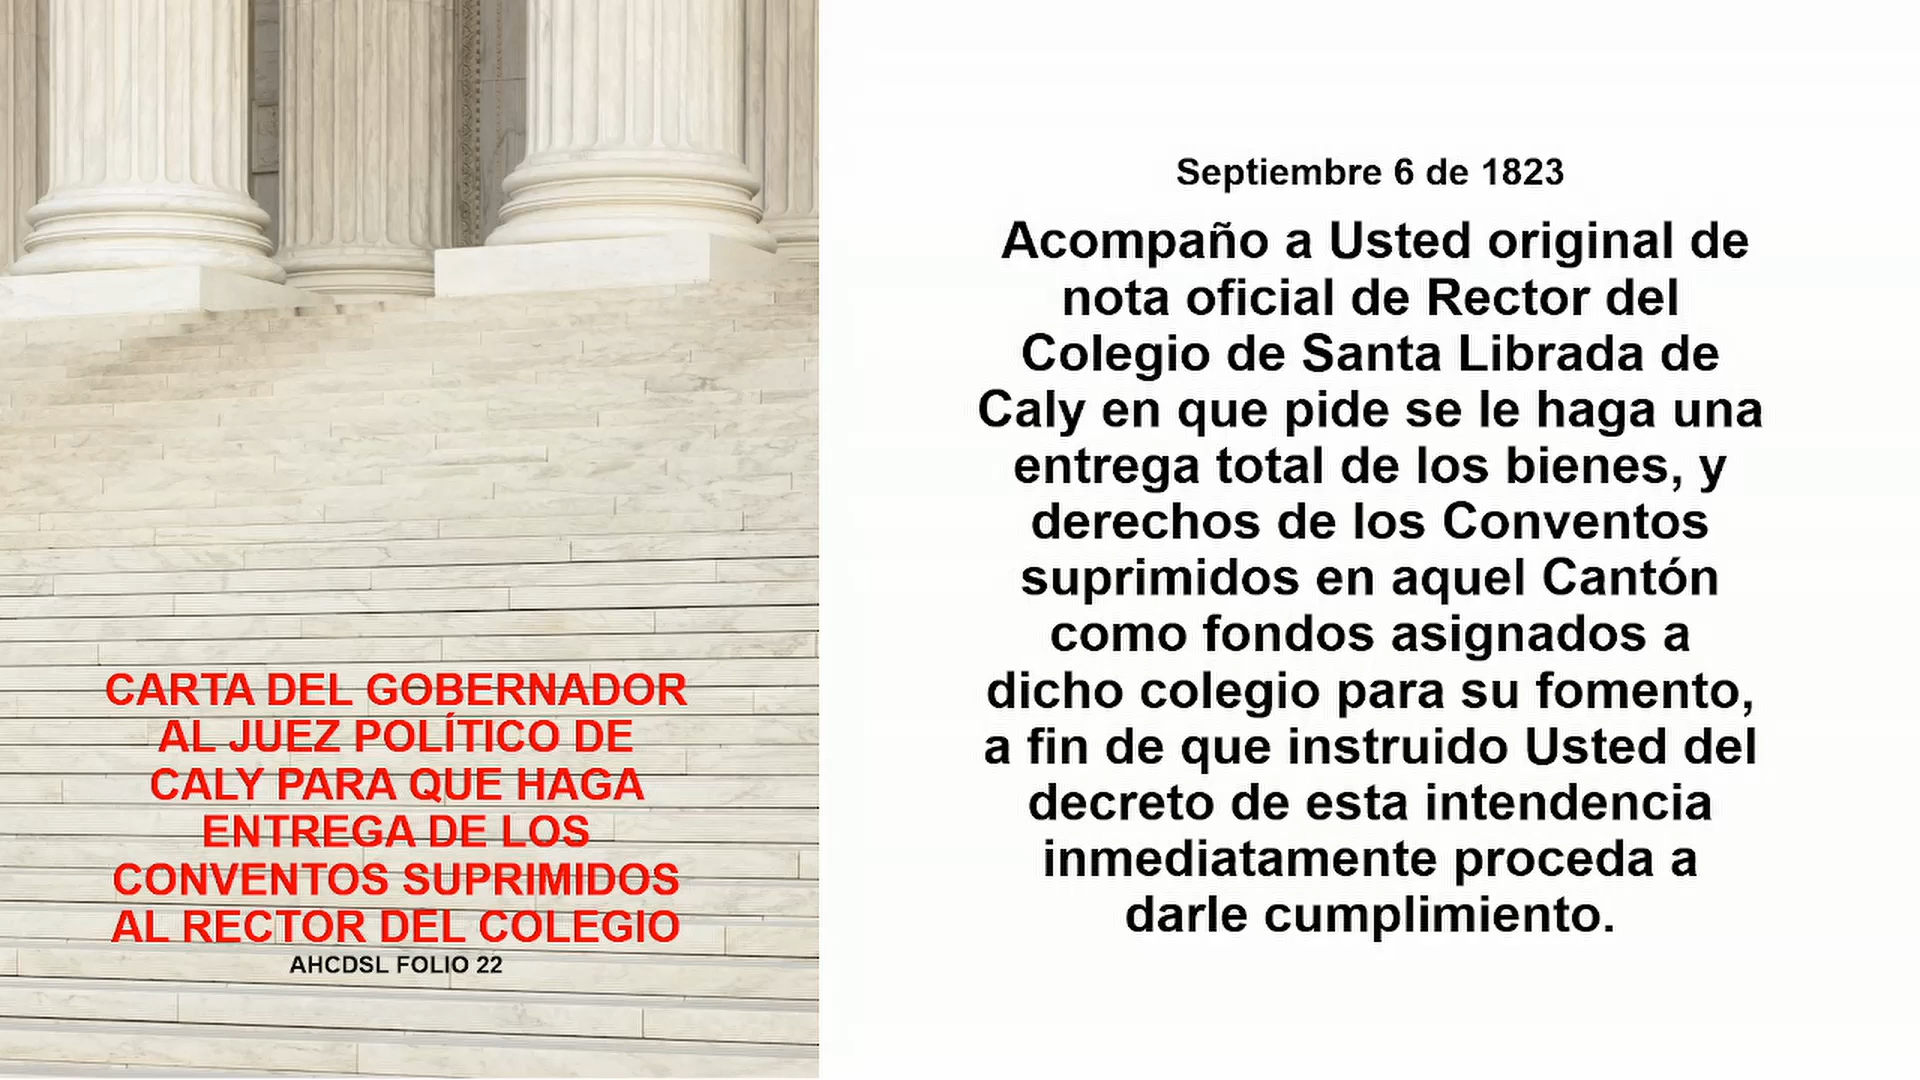 CARTA DEL GOBERNADOR
AL JUEZ POLÍTICO DE
CALY PARA QUE HAGA
ENTREGA DE LOS
CONVENTOS SUPRIMIDOS
AL RECTOR DEL COLEGIO
AHCDSL FOLIO 22
Septiembre 6 de 1823
Acompaño a Usted original de
nota oficial de Rector del
Colegio de Santa Librada de
Caly en que pide se le haga una
entrega total de los bienes, y
derechos de los Conventos
suprimidos en aquel Cantón
como fondos asignados a
dicho colegio para su fomento,
a fin de que instruido Usted del
decreto de esta intendencia
inmediatamente proceda a
darle cumplimiento.